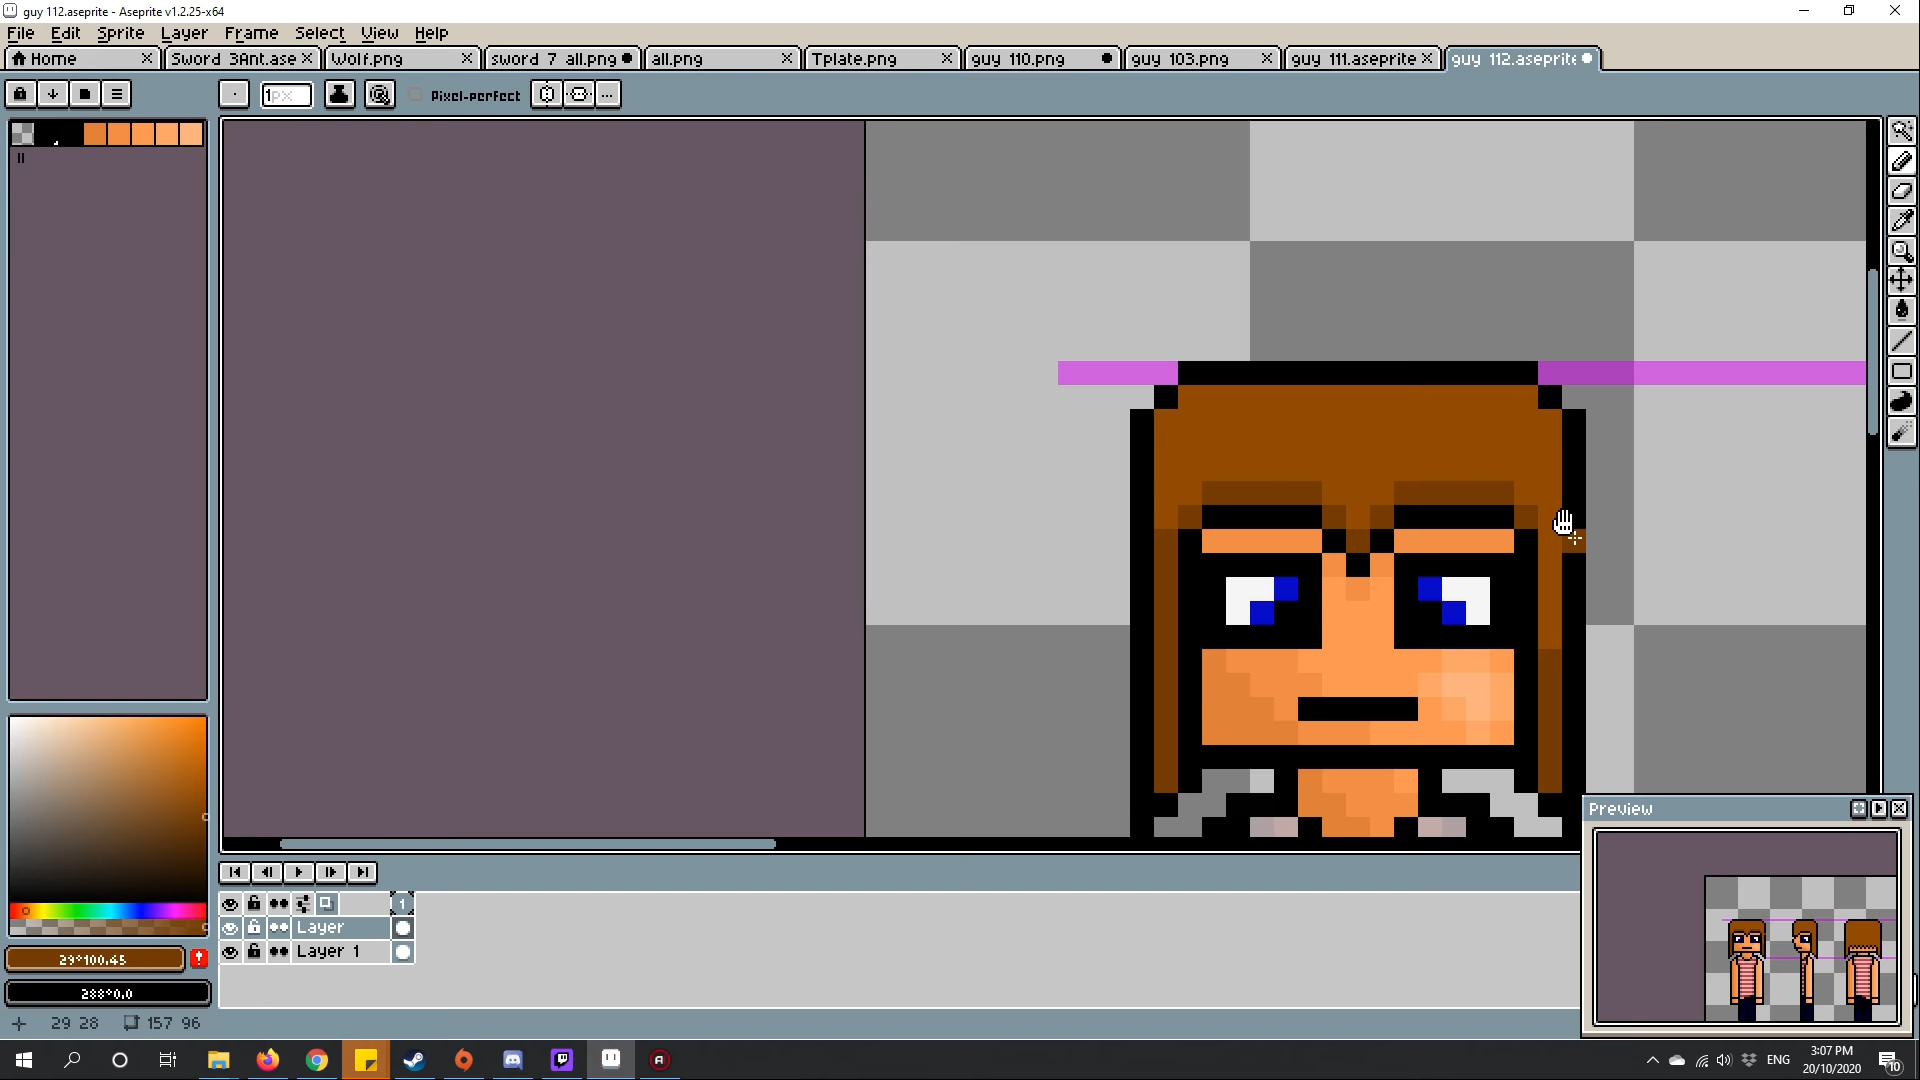 guy 112.aseprite - Aseprite v1.2.25-x64
File Edit Sprite Layer Frame Select View Help
Home Sword 3Ant.ase Wolf.png sword 7 all.png all.png Tplate.png guy 110.png guy 103.png guy 111.aseprite guy 112.aseprite
1px Pixel-perfect
Preview
1
Layer
Layer 1
29°100,45
288°0,0
29 28 157 96
ENG
3:07 PM
20/10/2020
10